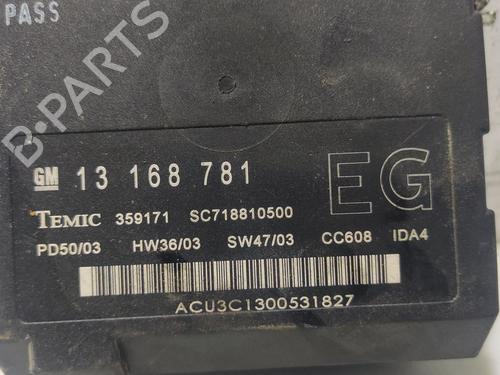 PASS
B-PARTS
GM 13 168 781 EG
TEMIC 359171 SC718810500
PD50/03 HW36/03 SW47/03 CC608 IDA4
ACU3C1300531827